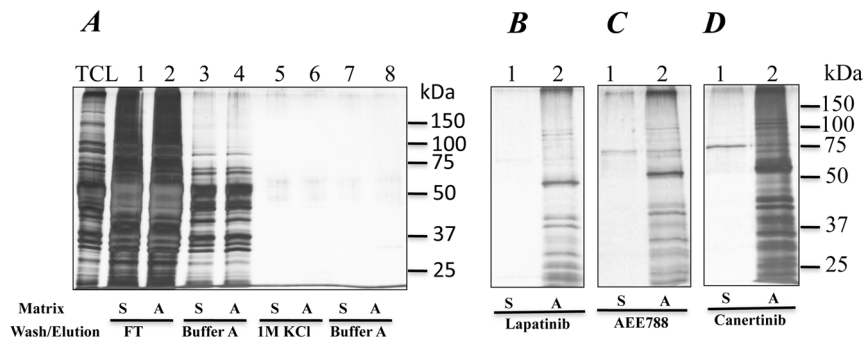 A B C D
TCL 1 2 3 4 5 6 7 8 1 2 1 2 1 2 kDa
kDa
150
100
75
50
37
25
150
100
75
50
37
25
Matrix S A S A S A S A S A S A S A
Wash/Elution FT Buffer A 1M KCl Buffer A Lapatinib AEE788 Canertinib